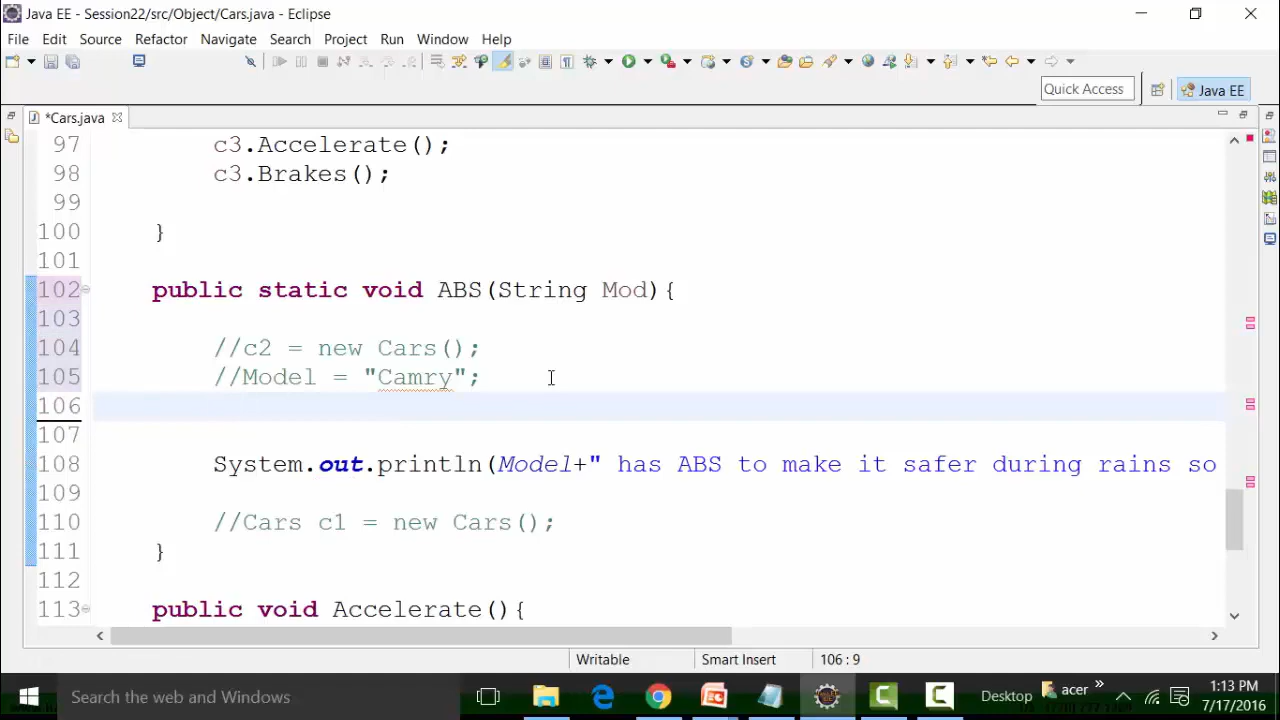 Java EE - Session22/src/Object/Cars.java - Eclipse
File Edit Source Refactor Navigate Search Project Run Window Help
Quick Access Java EE
*Cars.java
97 c3.Accelerate();
98 c3.Brakes();
99
100 }
101
102 public static void ABS(String Mod){
103
104 //c2 = new Cars();
105 //Model = "Camry";
106
107
108 System.out.println(Model+" has ABS to make it safer during rains so
109
110 //Cars c1 = new Cars();
111 }
112
113 public void Accelerate(){
Writable Smart Insert 106 : 9
Search the web and Windows Desktop acer » 1:13 PM
7/17/2016